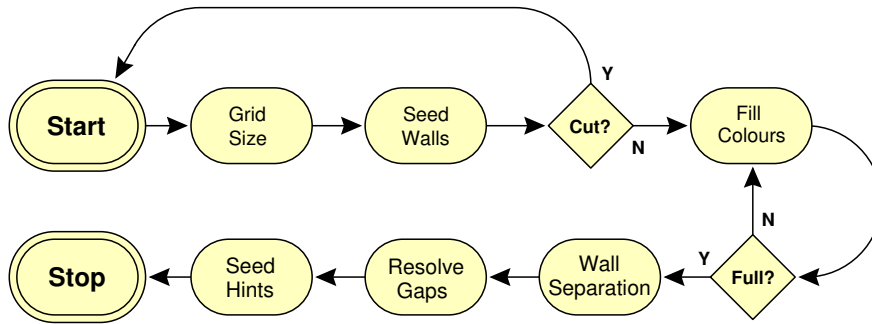 Start
Grid
Size
Seed
Walls
Cut?
Y
N
Fill
Colours
N
Full?
Y
Wall
Separation
Resolve
Gaps
Seed
Hints
Stop